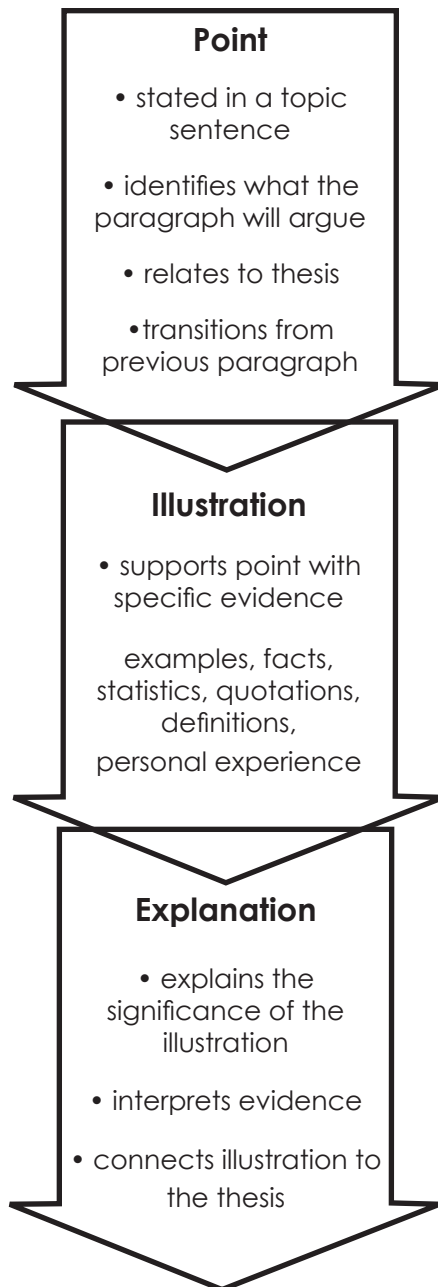 Point
• stated in a topic
sentence
• identifies what the
paragraph will argue
• relates to thesis
•transitions from
previous paragraph
Illustration
• supports point with
specific evidence
examples, facts,
statistics, quotations,
definitions,
personal experience
Explanation
• explains the
significance of the
illustration
• interprets evidence
• connects illustration to
the thesis